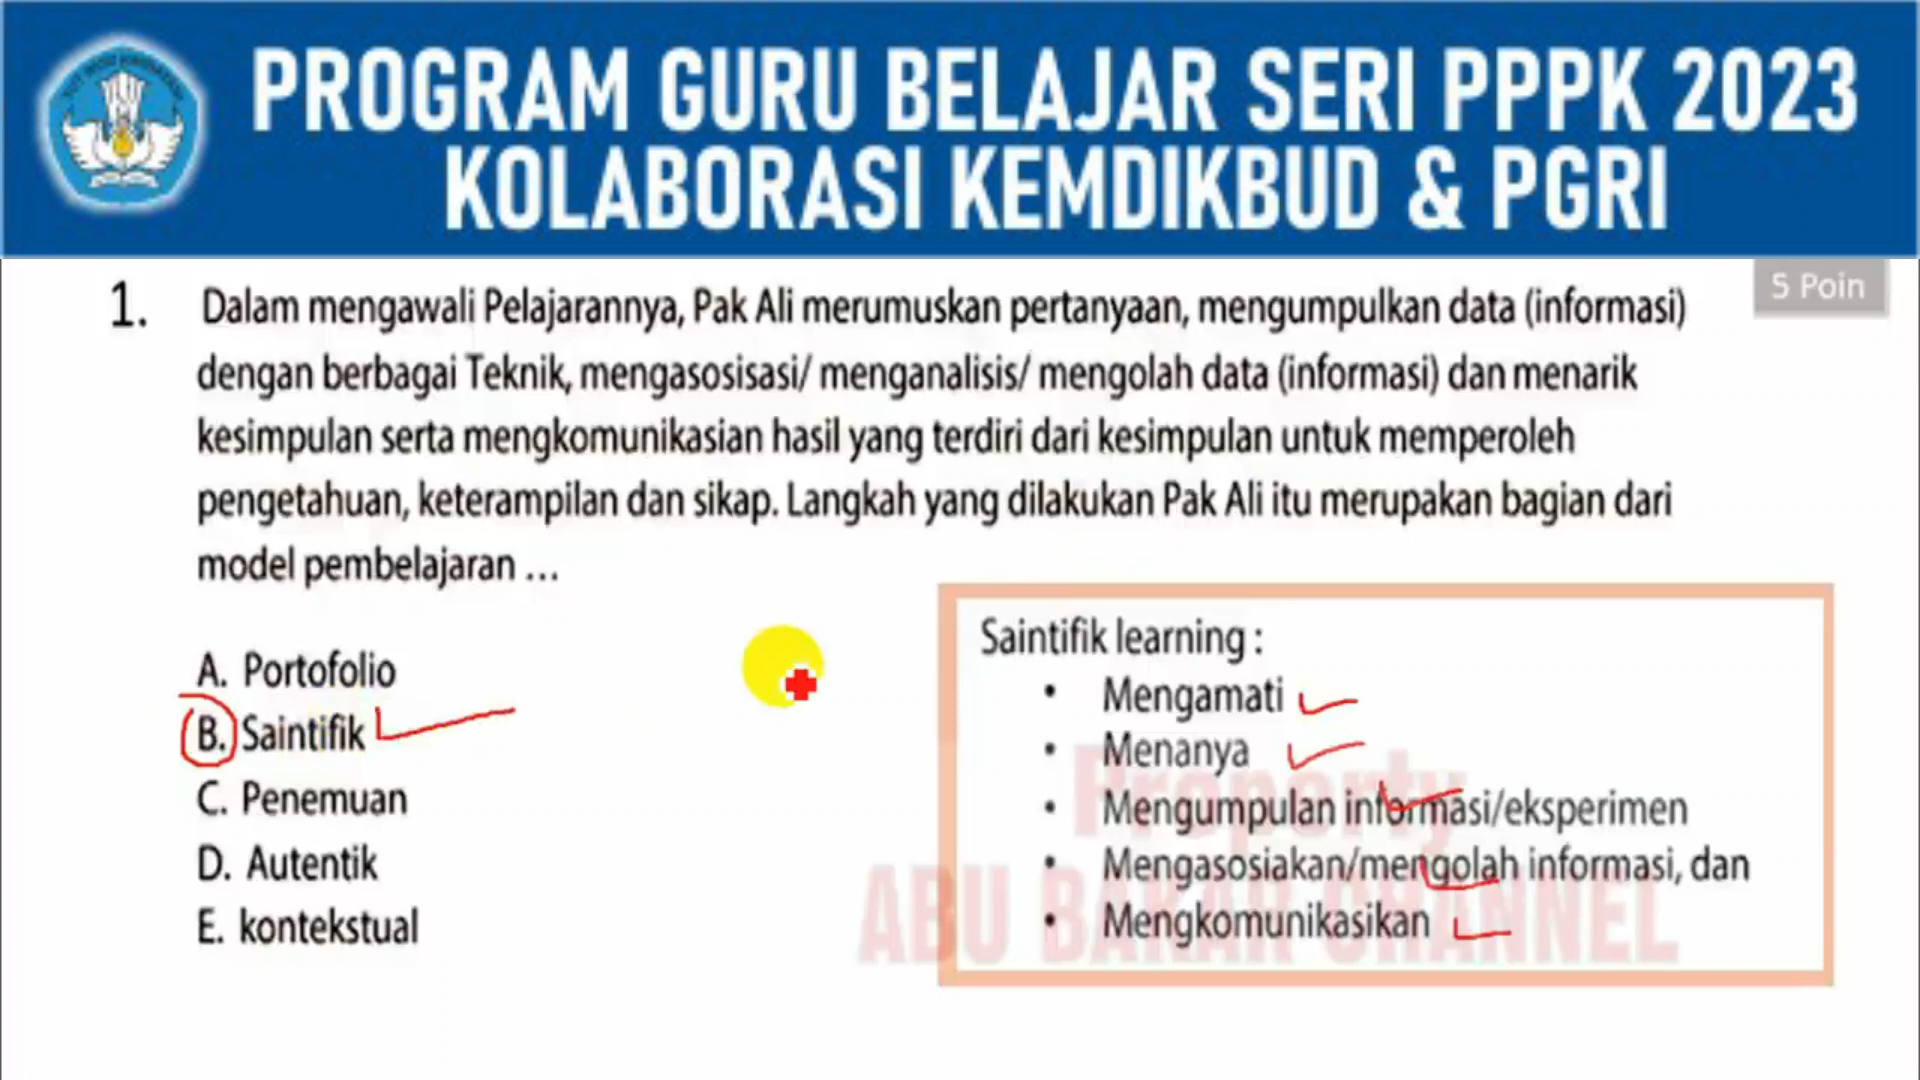 PROGRAM GURU BELAJAR SERI PPPK 2023
KOLABORASI KEMDIKBUD & PGRI
5 Poin
1. Dalam mengawali Pelajarannya, Pak Ali merumuskan pertanyaan, mengumpulkan data (informasi)
dengan berbagai Teknik, mengasosisasi/ menganalisis/ mengolah data (informasi) dan menarik
kesimpulan serta mengkomunikasian hasil yang terdiri dari kesimpulan untuk memperoleh
pengetahuan, keterampilan dan sikap. Langkah yang dilakukan Pak Ali itu merupakan bagian dari
model pembelajaran ...
A. Portofolio
B. Saintifik
C. Penemuan
D. Autentik
E. kontekstual
Saintifik learning :
• Mengamati
• Menanya
• Mengumpulan informasi/eksperimen
• Mengasosiakan/mengolah informasi, dan
• Mengkomunikasikan
Property
ABU BAKAR CHANNEL